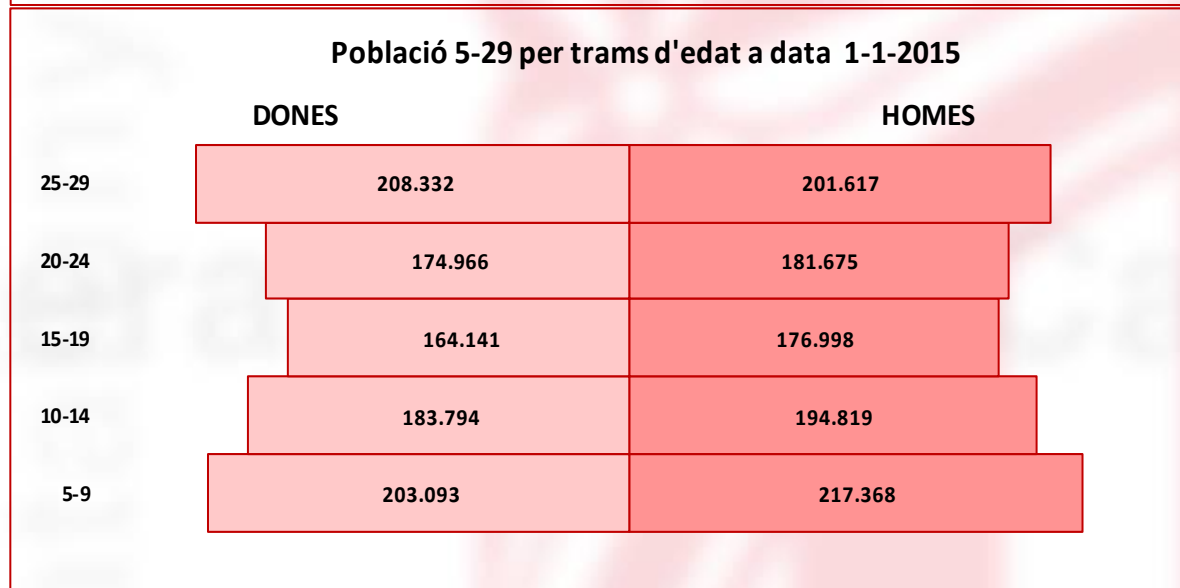 Població 5-29 per trams d'edat a data 1-1-2015
DONES HOMES
25-29 208.332 201.617
20-24 174.966 181.675
15-19 164.141 176.998
10-14 183.794 194.819
5-9 203.093 217.368